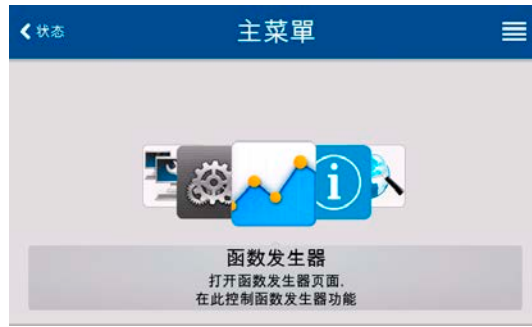 状态
主菜單
函数发生器
打开函数发生器页面.
在此控制函数发生器功能